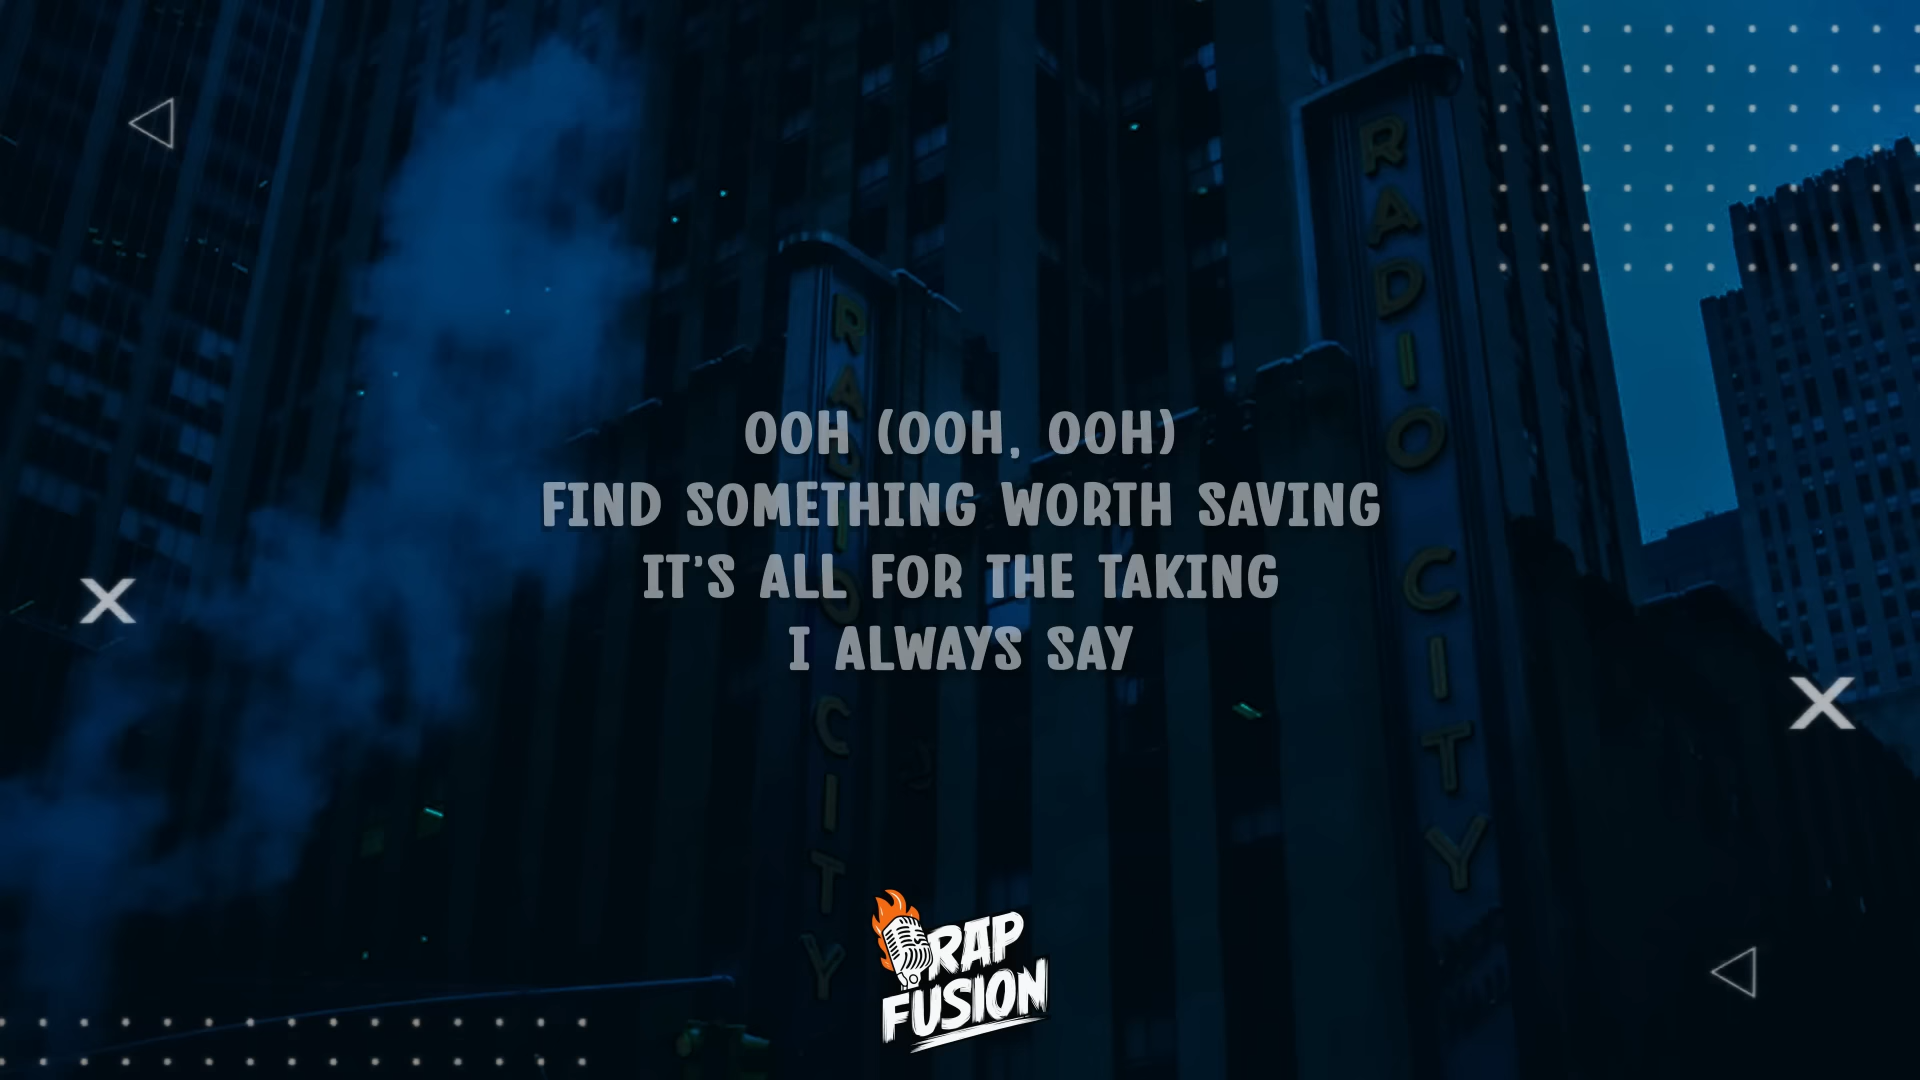 RADIO CITY
RADIO CITY
OOH (OOH, OOH)
FIND SOMETHING WORTH SAVING
IT'S ALL FOR THE TAKING
I ALWAYS SAY
RAP
FUSION